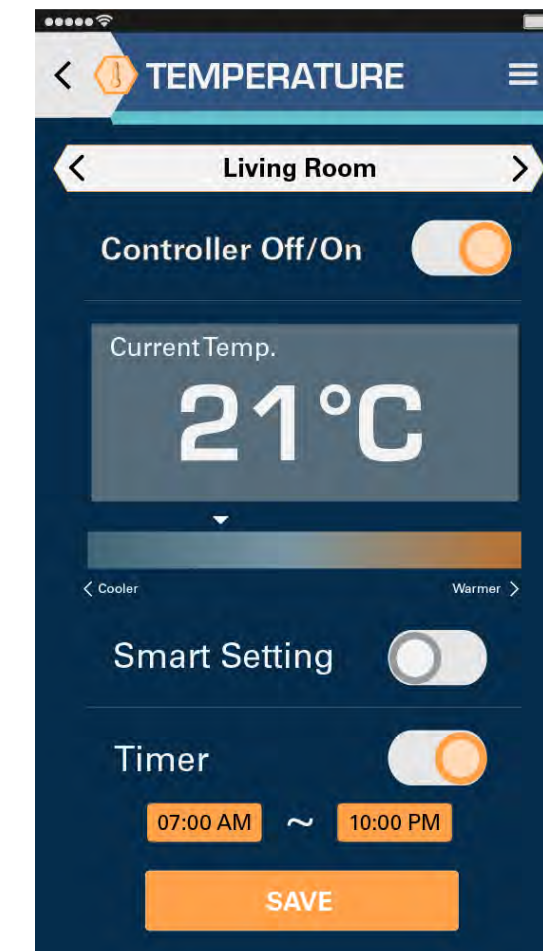 TEMPERATURE
Living Room
Controller Off/On
Current Temp.
21°C
< Cooler
Warmer >
Smart Setting
Timer
07:00 AM ~ 10:00 PM
SAVE